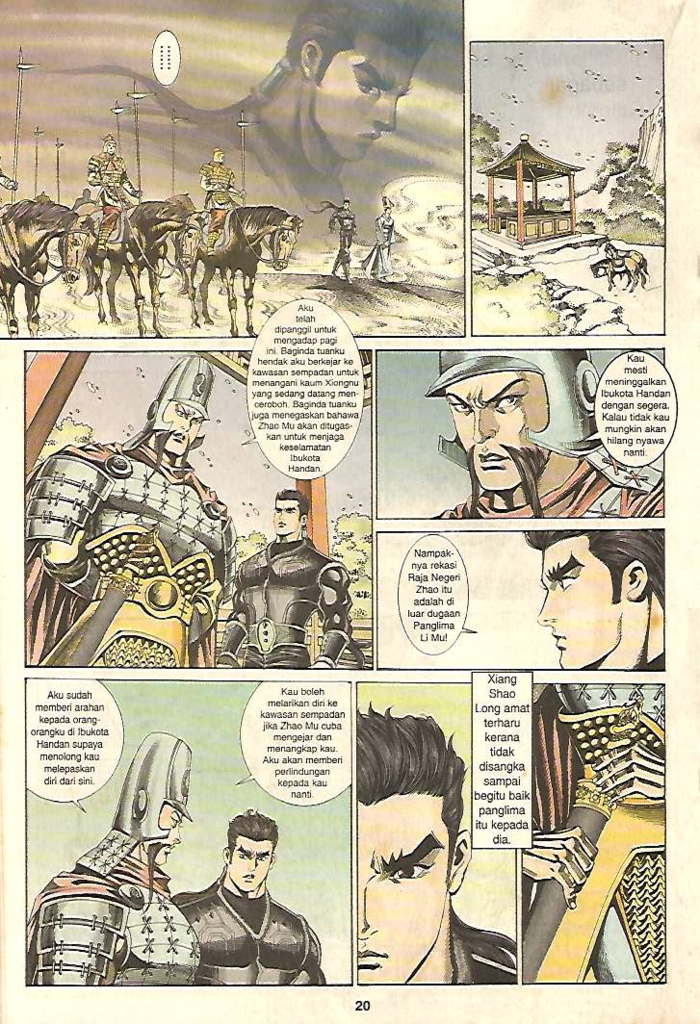 Aku
telah
dipanggil untuk
mengadap pagi
ini. Baginda tuanku
hendak aku berkejar ke
kawasan sempadan untuk
menangani kaum Xiongnu
yang sedang datang men-
ceroboh. Baginda tuanku
juga menegaskan bahawa
Zhao Mu akan ditugas-
kan untuk menjaga
keselamatan
Ibukota
Handan.
Kau
mesti
meninggalkan
Ibukota Handan
dengan segera.
Kalau tidak kau
mungkin akan
hilang nyawa
nanti.
Nampak-
nya rekasi
Raja Negeri
Zhao itu
adalah di
luar dugaan
Panglima
Li Mu!
Aku sudah
memberi arahan
kepada orang-
orangku di Ibukota
Handan supaya
menolong kau
melepaskan
diri dari sini.
Kau boleh
melarikan diri ke
kawasan sempadan
jika Zhao Mu cuba
mengejar dan
menangkap kau.
Aku akan memberi
perlindungan
kepada kau
nanti.
Xiang
Shao
Long amat
terharu
kerana
tidak
disangka
sampai
begitu baik
panglima
itu kepada
dia.
20